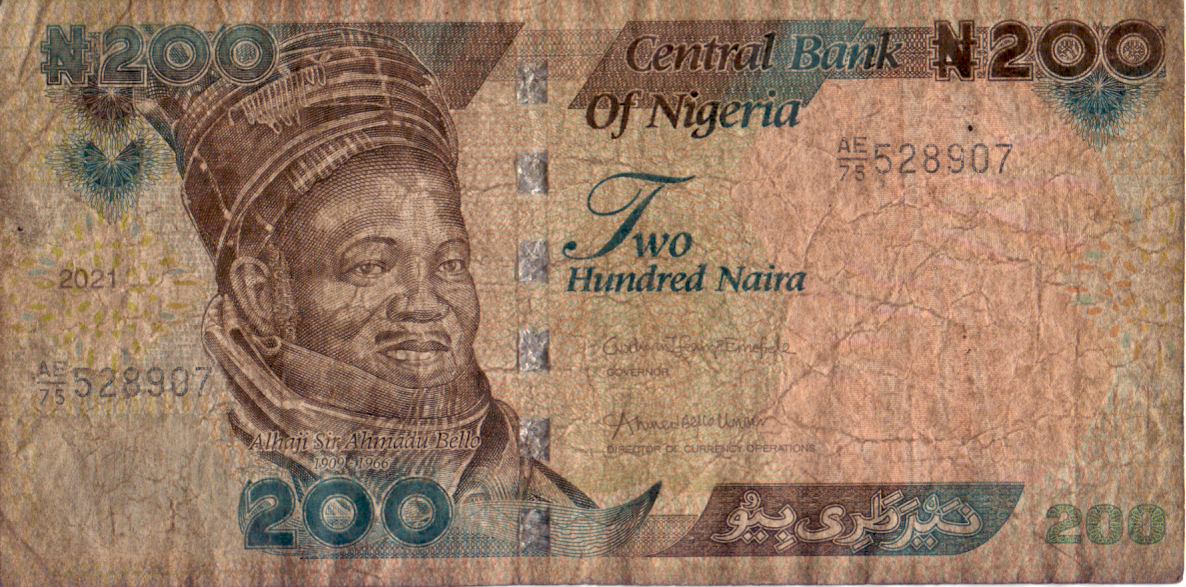 ₦200
Central Bank
Of Nigeria
₦200
AE/75 528907
Two
Hundred Naira
2021
GOVERNOR
AE/75 528907
DIRECTOR OF CURRENCY OPERATIONS
Alhaji Sir Ahmadu Bello
1909-1966
200
نَيْرَ دَرِی بِيُو
200